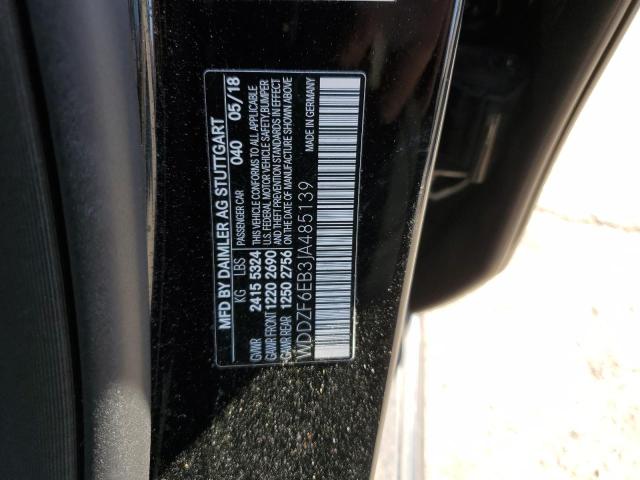 MFD BY DAIMLER AG STUTTGART
PASSENGER CAR 040 05/18
KG LBS
GVWR 2415 5324
GAWR FRONT 1220 2690
GAWR REAR 1250 2756
THIS VEHICLE CONFORMS TO ALL APPLICABLE
U.S. FEDERAL MOTOR VEHICLE SAFETY, BUMPER
AND THEFT PREVENTION STANDARDS IN EFFECT
ON THE DATE OF MANUFACTURE SHOWN ABOVE.
MADE IN GERMANY
WDDZF6EB3JA485139